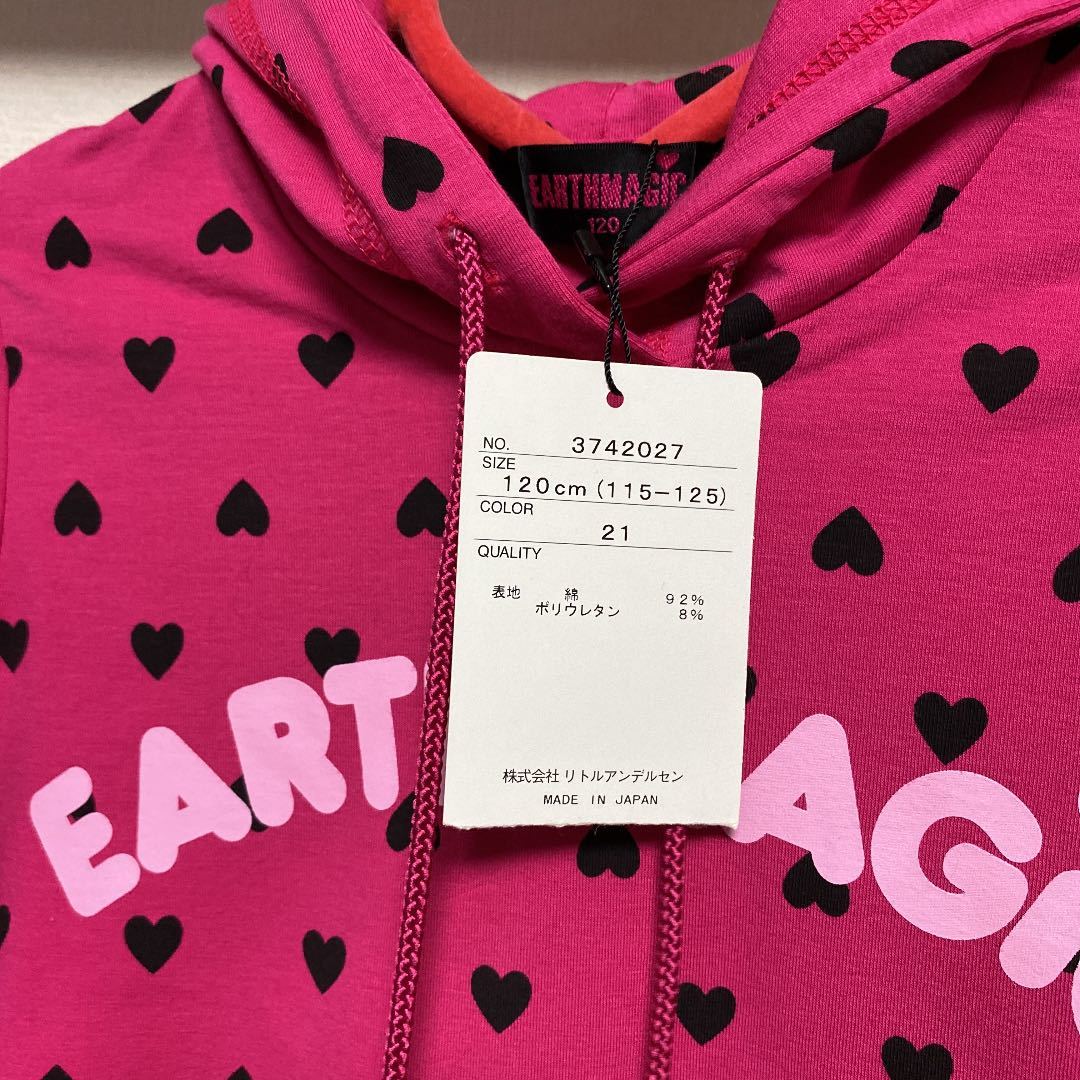 EARTHMAGIC
120
NO. 3742027
SIZE
120cm (115-125)
COLOR
21
QUALITY
表地 綿 92%
ポリウレタン 8%
株式会社 リトルアンデルセン
MADE IN JAPAN
EART AGI